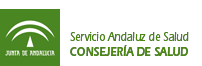 JUNTA DE ANDALUCIA
Servicio Andaluz de Salud
CONSEJERÍA DE SALUD